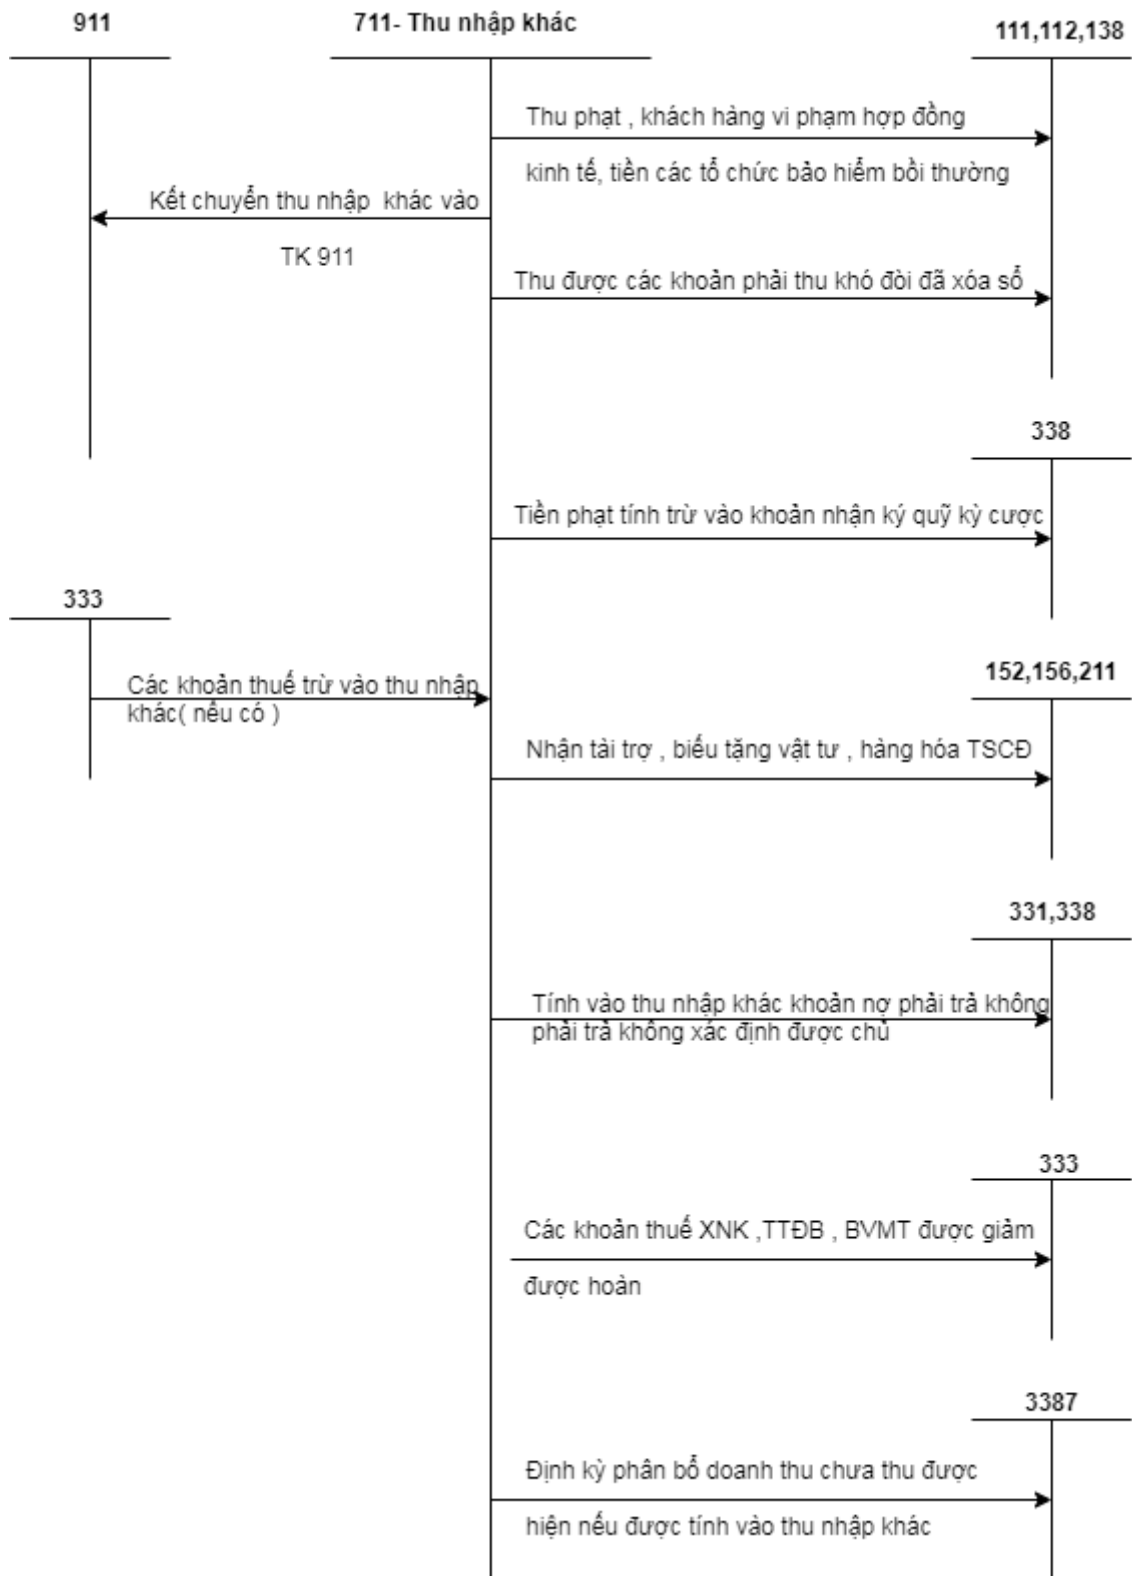 911
711- Thu nhập khác
111,112,138
Thu phạt , khách hàng vi phạm hợp đồng
kinh tế, tiền các tổ chức bảo hiểm bồi thường
Kết chuyển thu nhập khác vào
TK 911
Thu được các khoản phải thu khó đòi đã xóa sổ
338
Tiền phạt tính trừ vào khoản nhận ký quỹ kỳ cược
333
Các khoản thuế trừ vào thu nhập
khác( nếu có )
152,156,211
Nhận tài trợ , biếu tặng vật tư , hàng hóa TSCĐ
331,338
Tính vào thu nhập khác khoản nợ phải trả không
phải trả không xác định được chủ
333
Các khoản thuế XNK ,TTĐB , BVMT được giảm
được hoàn
3387
Định kỳ phân bổ doanh thu chưa thu được
hiện nếu được tính vào thu nhập khác